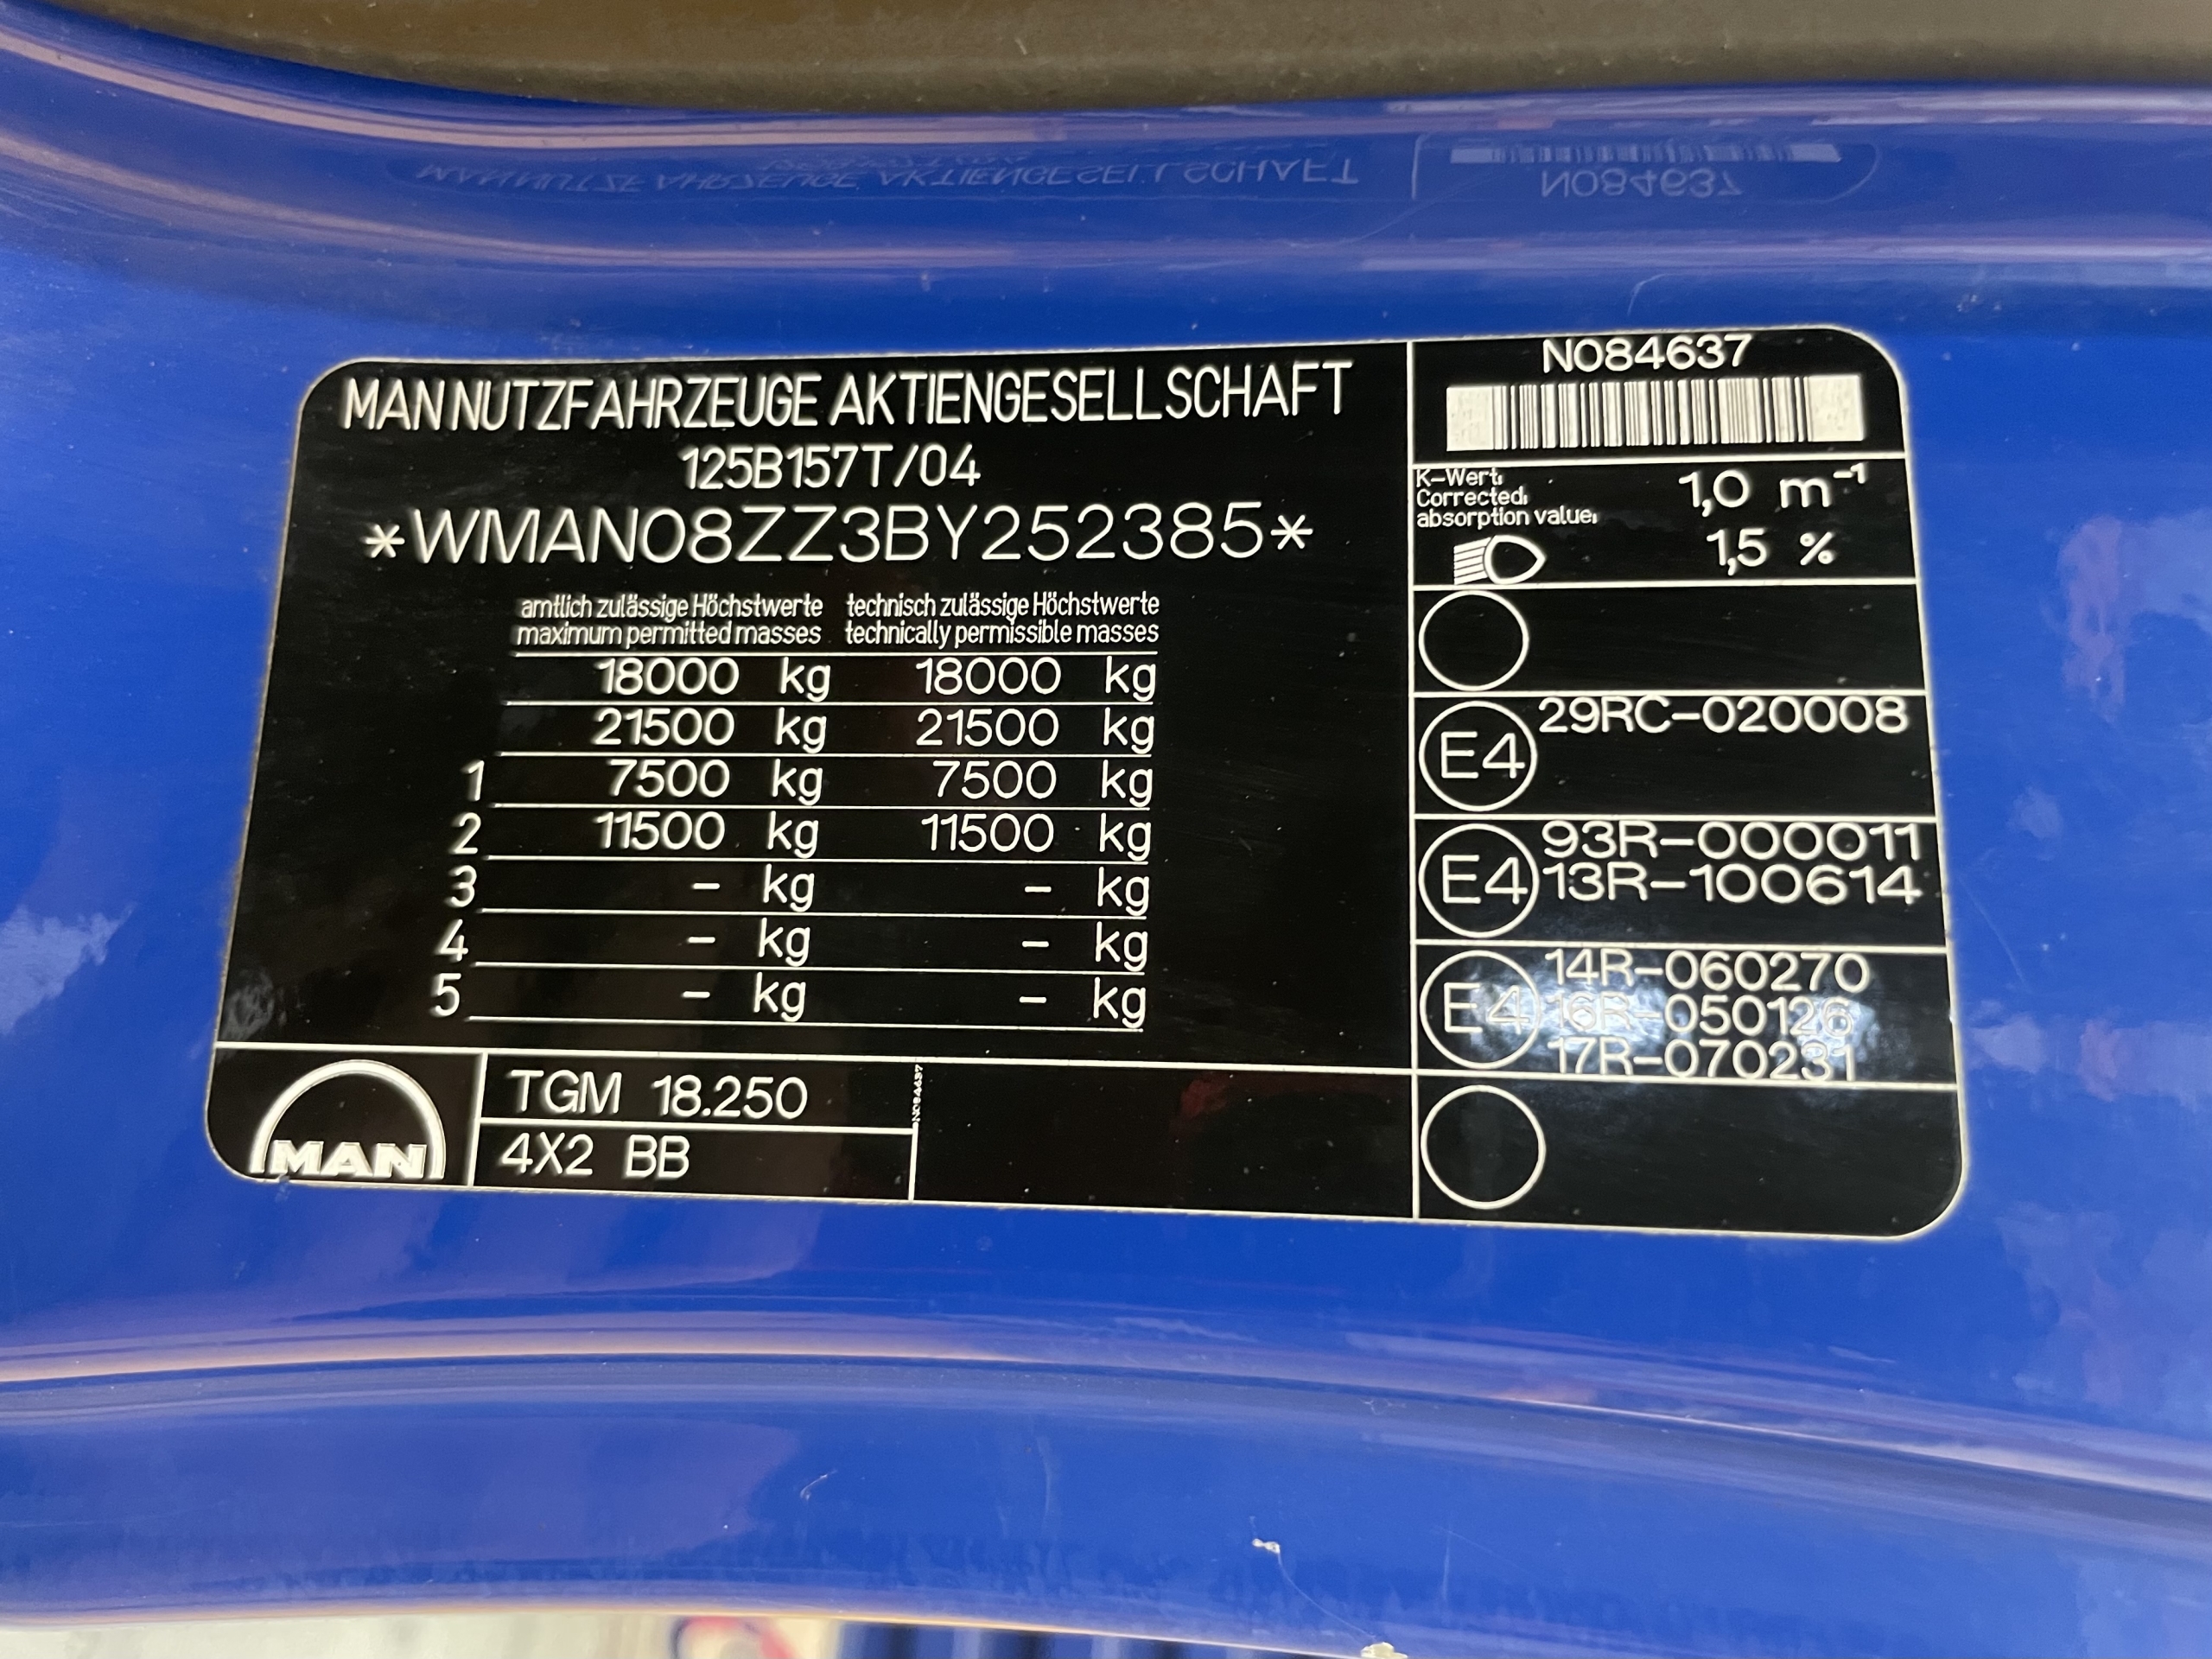 MAN NUTZFAHRZEUGE AKTIENGESELLSCHAFT
125B157T/04
*WMAN08ZZ3BY252385*
amtlich zulässige Höchstwerte technisch zulässige Höchstwerte
maximum permitted masses technically permissible masses
18000 kg 18000 kg
21500 kg 21500 kg
1 7500 kg 7500 kg
2 11500 kg 11500 kg
3 – kg – kg
4 – kg – kg
5 – kg – kg
MAN
TGM 18.250
4X2 BB
N084637
N084637
K-Wert:
Corrected:
absorption value:
1,0 m⁻¹
1,5 %
E4 29RC-020008
E4
93R-000011
13R-100614
E4
14R-060270
16R-050126
17R-070231